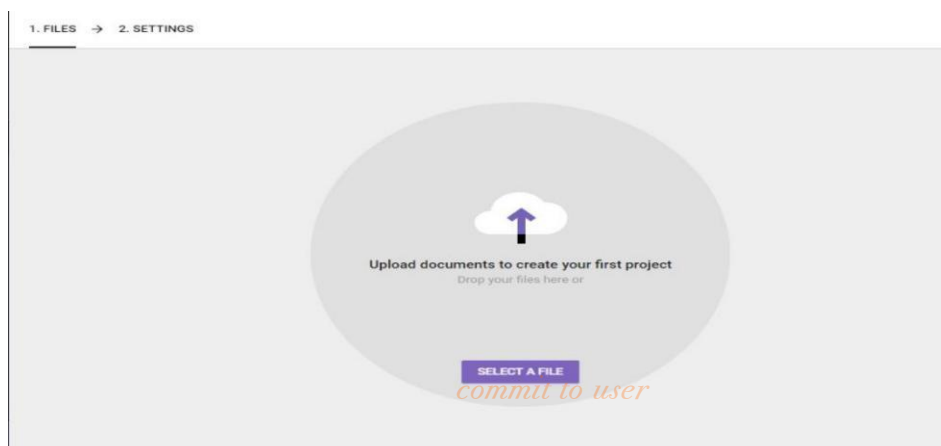 1. FILES → 2. SETTINGS
Upload documents to create your first project
Drop your files here or
SELECT A FILE
commit to user